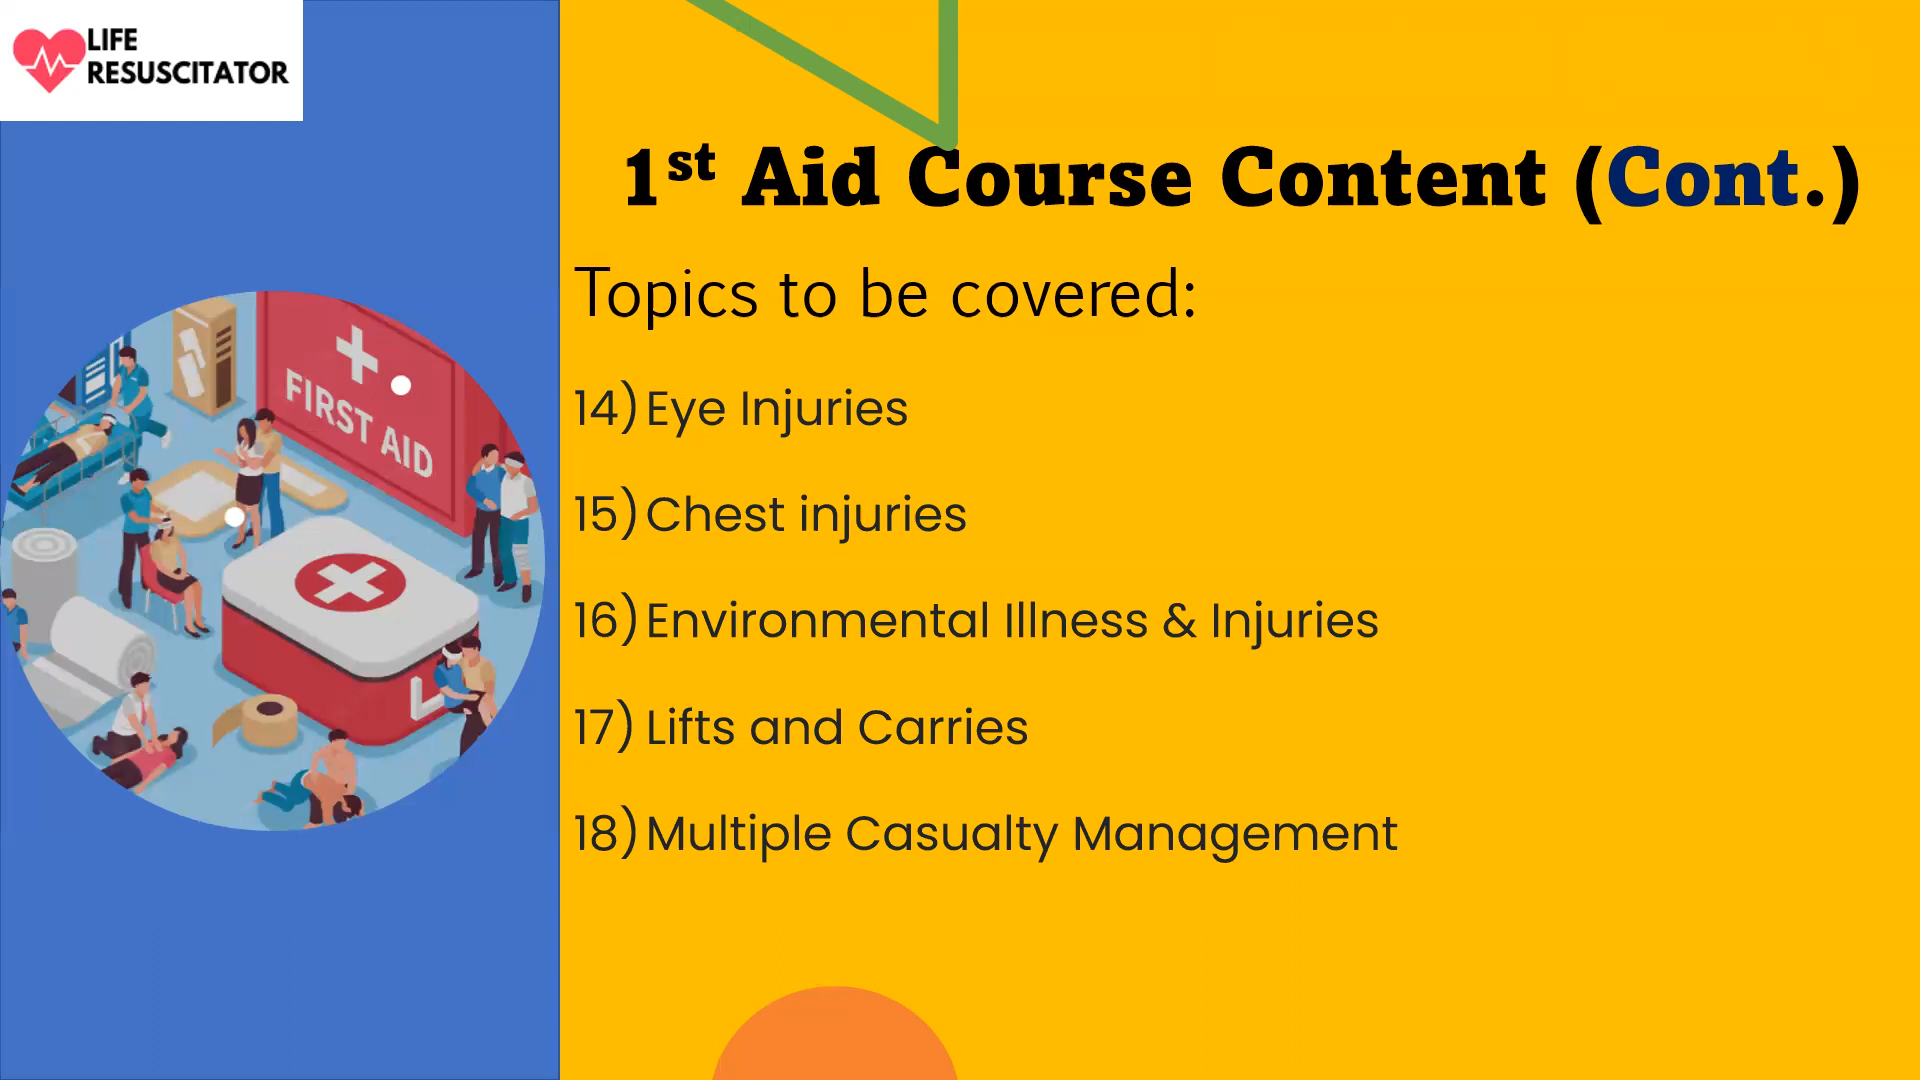 LIFE
RESUSCITATOR
1st Aid Course Content (Cont.)
Topics to be covered:
14) Eye Injuries
15) Chest injuries
16) Environmental Illness & Injuries
17) Lifts and Carries
18) Multiple Casualty Management
FIRST AID